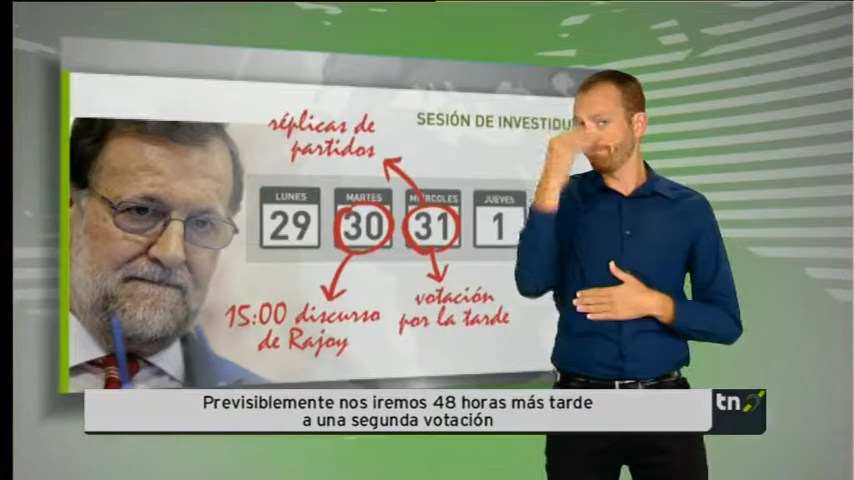 réplicas de
partidos
SESIÓN DE INVESTIDU
LUNES
29
MARTES
30
MIÉRCOLES
31
JUEVES
1
15:00 discurso
de Rajoy
votación
por la tarde
Previsiblemente nos iremos 48 horas más tarde
a una segunda votación
tn